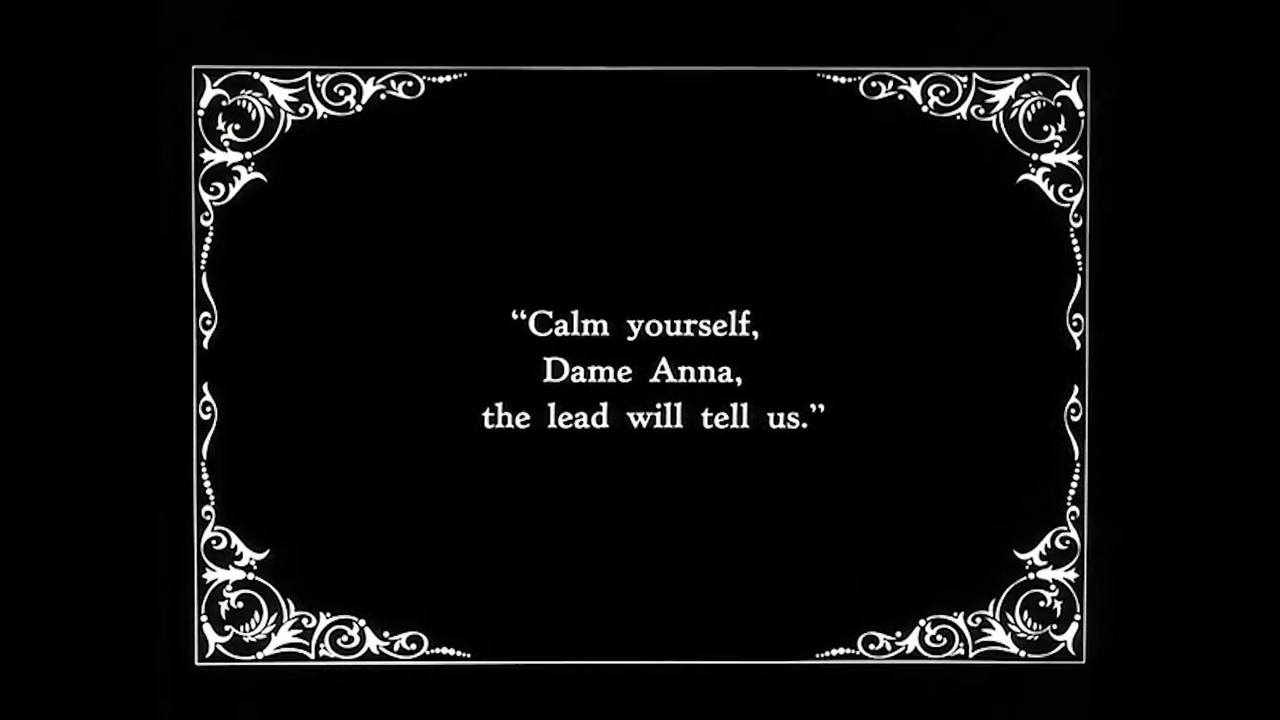 “Calm yourself,
Dame Anna,
the lead will tell us.”